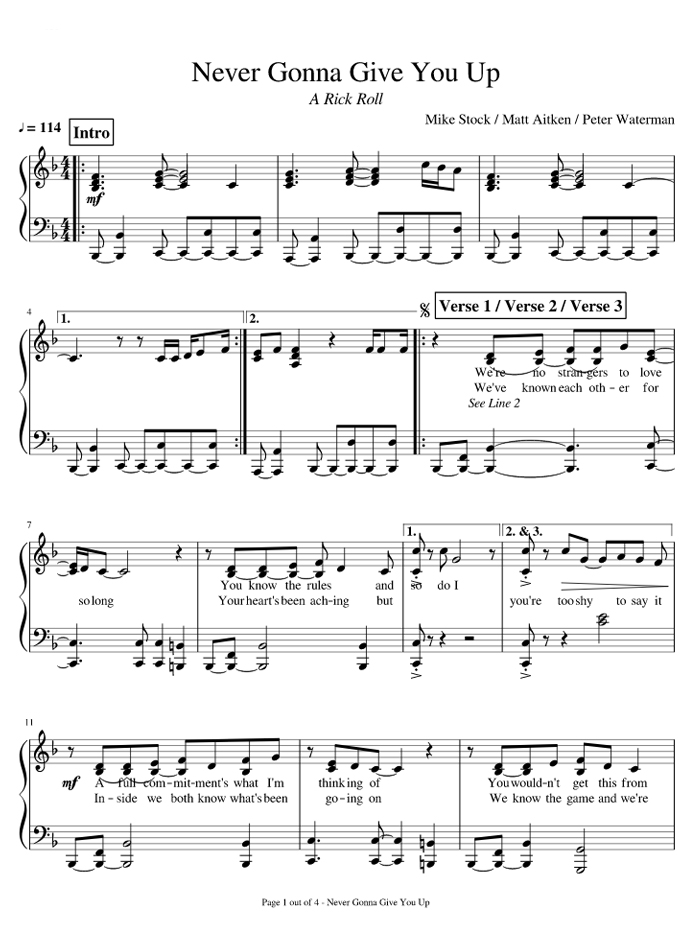 Never Gonna Give You Up
A Rick Roll
Mike Stock / Matt Aitken / Peter Waterman
♩ = 114
Intro
mf
4
1.
2.
Verse 1 / Verse 2 / Verse 3
We're no stran-gers to love
We've known each oth-er for
See Line 2
7
1.
2. & 3.
You know the rules and so do I
so long Your heart's been ach-ing but you're too shy to say it
11
mf
A full com-mit-ment's what I'm thinking of You would-n't get this from
In-side we both know what's been go-ing on We know the game and we're
Page 1 out of 4 - Never Gonna Give You Up